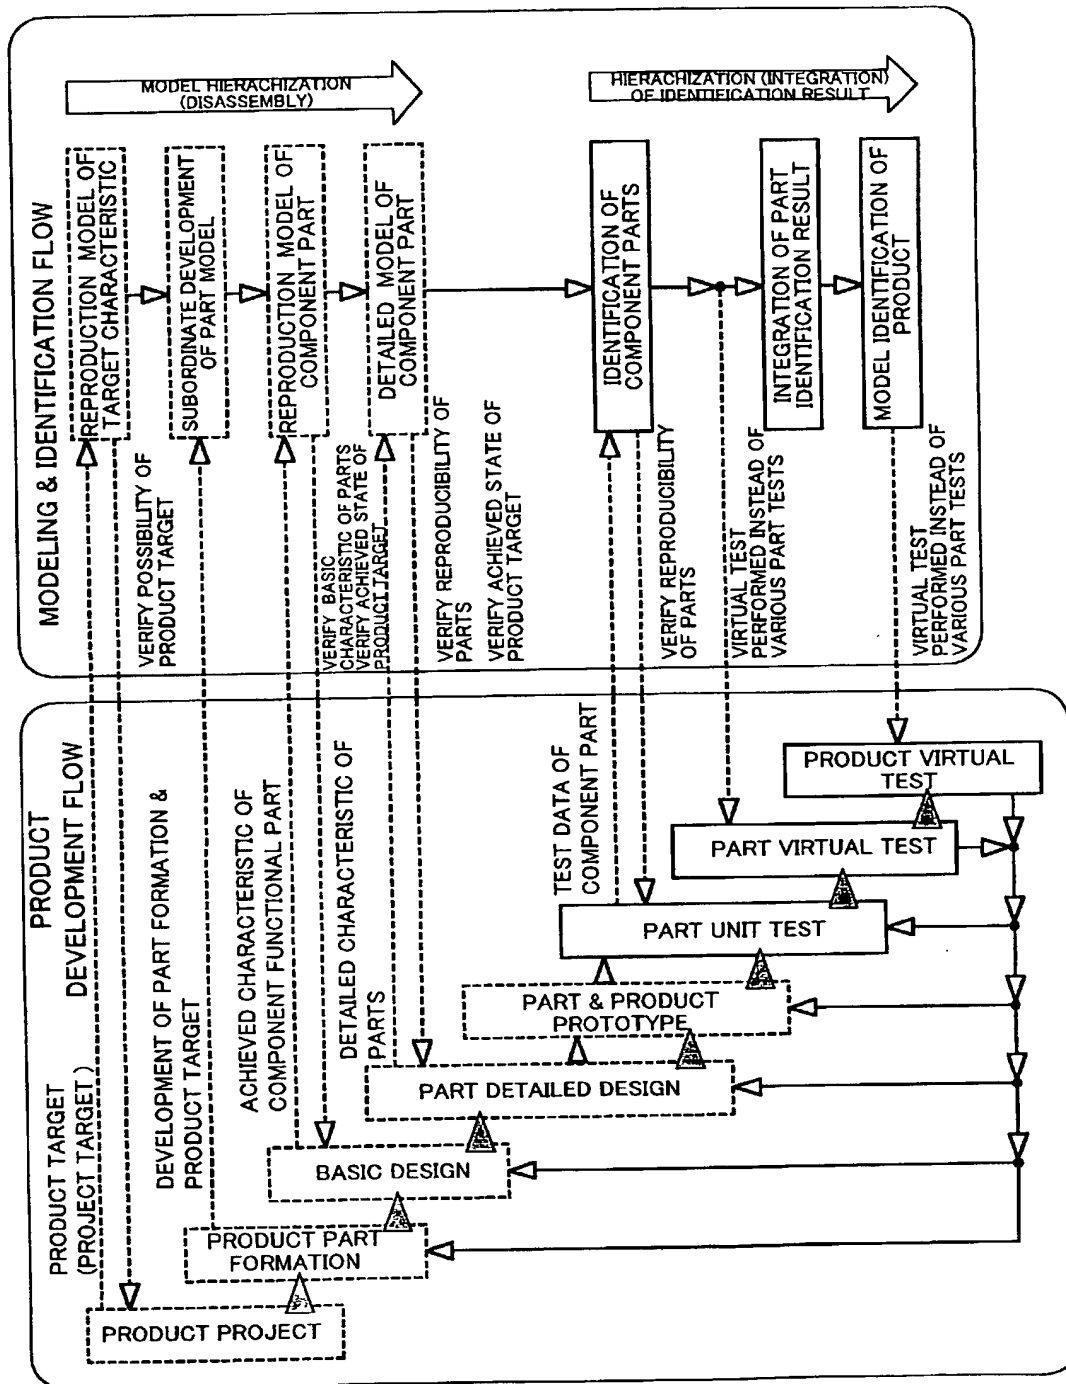 MODEL HIERACHIZATION
(DISASSEMBLY)
HIERACHIZATION (INTEGRATION)
OF IDENTIFICATION RESULT
MODELING & IDENTIFICATION FLOW
REPRODUCTION MODEL OF
TARGET CHARACTERISTIC
SUBORDINATE DEVELOPMENT
OF PART MODEL
REPRODUCTION MODEL OF
COMPONENT PART
DETAILED MODEL OF
COMPONENT PART
IDENTIFICATION OF
COMPONENT PARTS
INTEGRATION OF PART
IDENTIFICATION RESULT
MODEL IDENTIFICATION OF
PRODUCT
VERIFY POSSIBILITY OF
PRODUCT TARGET
VERIFY BASIC
CHARACTERISTIC OF PARTS
VERIFY ACHIEVED STATE OF
PRODUCT TARGET
VERIFY REPRODUCIBILITY OF
PARTS
VERIFY ACHIEVED STATE OF
PRODUCT TARGET
VERIFY REPRODUCIBILITY
OF PARTS
VIRTUAL TEST
PERFORMED INSTEAD OF
VARIOUS PART TESTS
VIRTUAL TEST
PERFORMED INSTEAD OF
VARIOUS PART TESTS
PRODUCT
DEVELOPMENT FLOW
PRODUCT TARGET
(PROJECT TARGET)
DEVELOPMENT OF PART FORMATION &
PRODUCT TARGET
ACHIEVED CHARACTERISTIC OF
COMPONENT FUNCTIONAL PART
DETAILED CHARACTERISTIC OF
PARTS
TEST DATA OF
COMPONENT PART
PRODUCT VIRTUAL
TEST
PART VIRTUAL TEST
PART UNIT TEST
PART & PRODUCT
PROTOTYPE
PART DETAILED DESIGN
BASIC DESIGN
PRODUCT PART
FORMATION
PRODUCT PROJECT